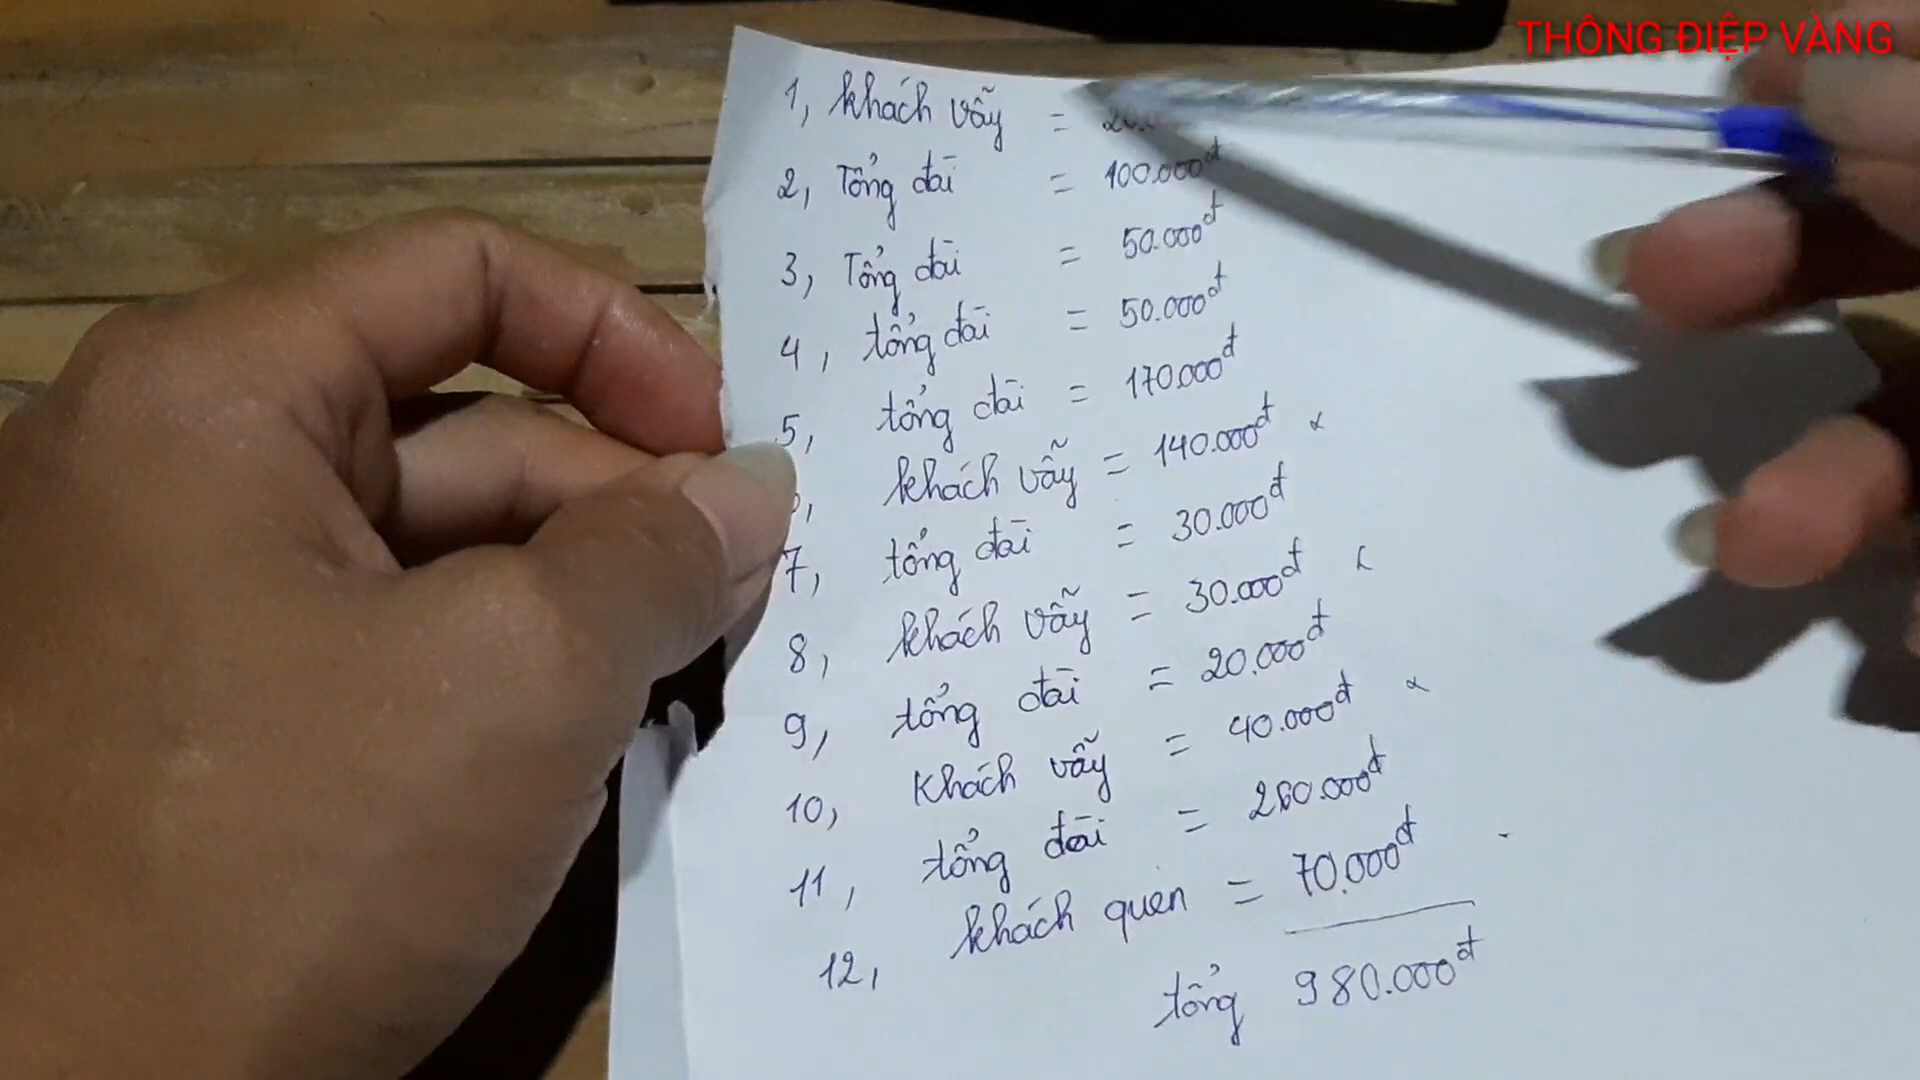 THÔNG ĐIỆP VÀNG
1, khách vẫy = 20.
2, Tổng đài = 100.000đ
3, Tổng đài = 50.000đ
4, tổng đài = 50.000đ
5, tổng đài = 170.000đ
khách vẫy = 140.000đ
7, tổng đài = 30.000đ
8, khách vẫy = 30.000đ
9, tổng đài = 20.000đ
10, Khách vẫy = 40.000đ
11, tổng đài = 260.000đ
12, khách quen = 70.000đ
tổng 980.000đ